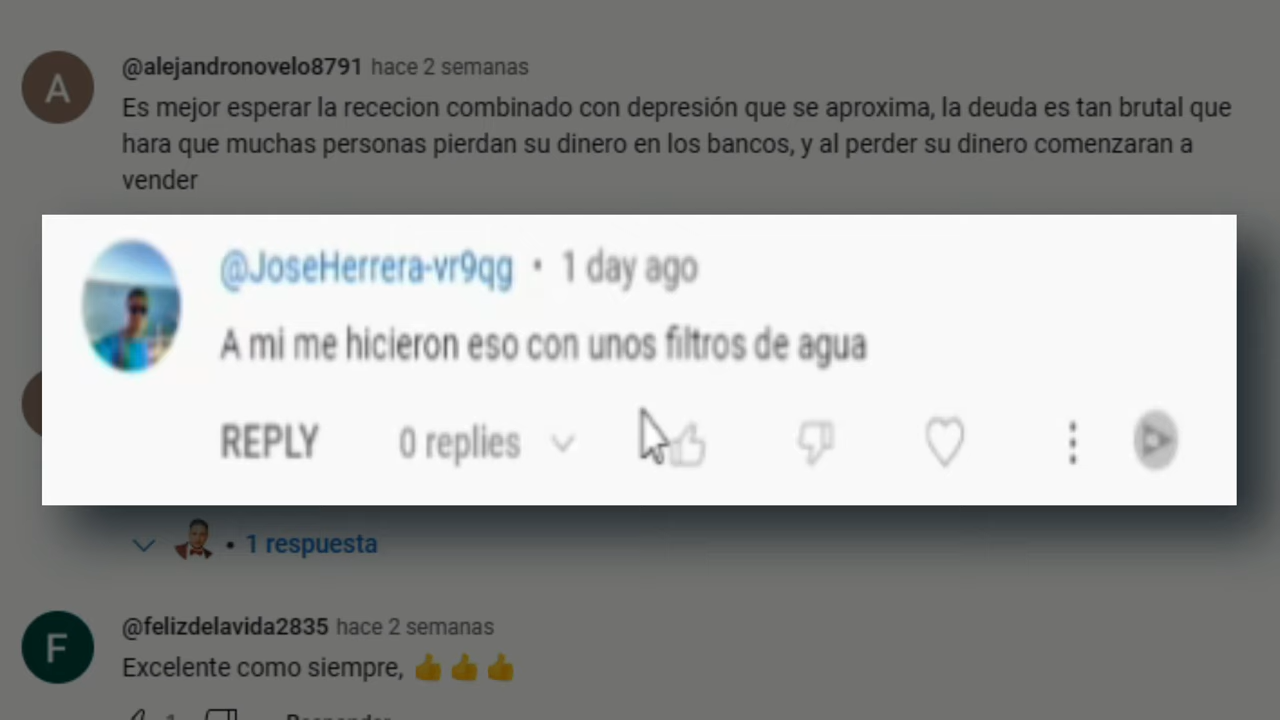 A
@alejandronovelo8791 hace 2 semanas
Es mejor esperar la rececion combinado con depresión que se aproxima, la deuda es tan brutal que
hara que muchas personas pierdan su dinero en los bancos, y al perder su dinero comenzaran a
vender
@JoseHerrera-vr9qg • 1 day ago
A mi me hicieron eso con unos filtros de agua
REPLY 0 replies
• 1 respuesta
F
@felizdelavida2835 hace 2 semanas
Excelente como siempre, 👍👍👍
1 Responder